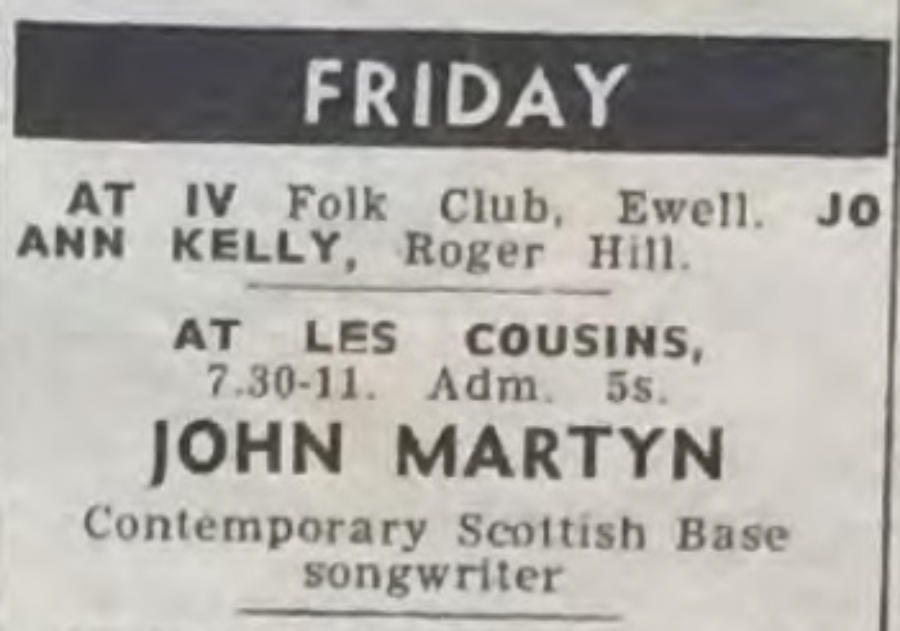 FRIDAY
AT IV Folk Club, Ewell. JO
ANN KELLY, Roger Hill.
AT LES COUSINS,
7.30-11. Adm. 5s.
JOHN MARTYN
Contemporary Scottish Base
songwriter